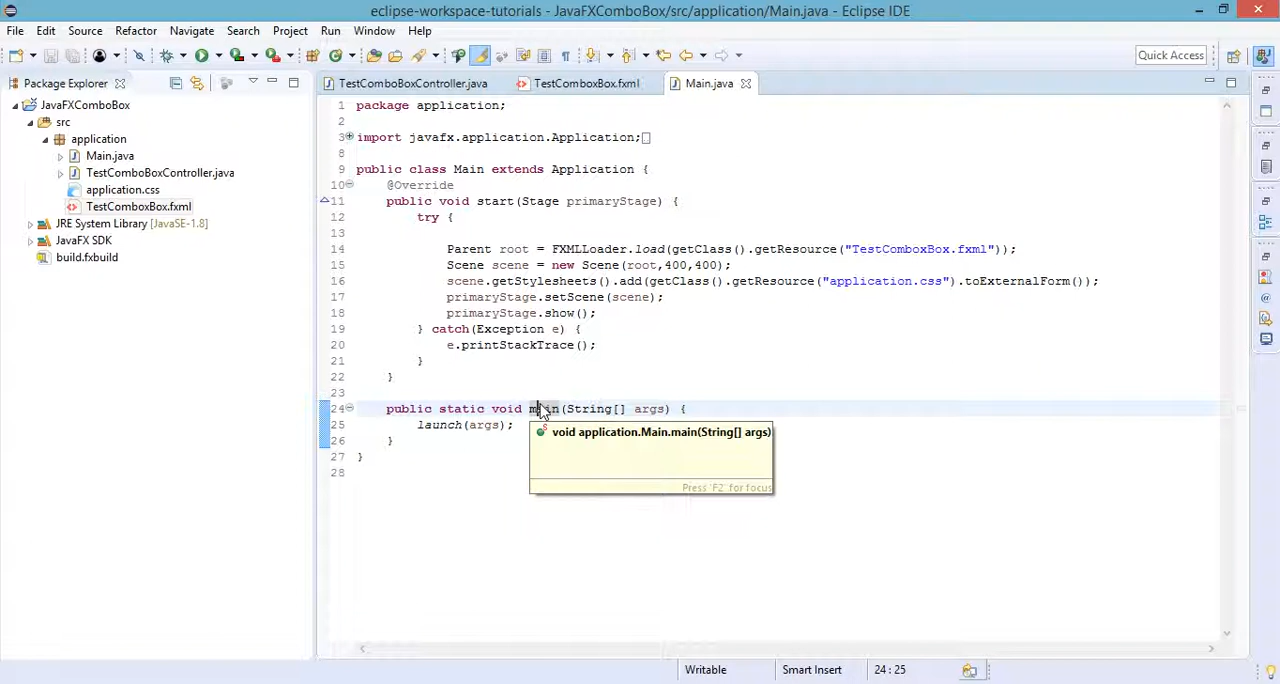 eclipse-workspace-tutorials - JavaFXComboBox/src/application/Main.java - Eclipse IDE
File Edit Source Refactor Navigate Search Project Run Window Help
Quick Access
Package Explorer
TestComboBoxController.java TestComboxBox.fxml Main.java
JavaFXComboBox
src
application
Main.java
TestComboBoxController.java
application.css
TestComboxBox.fxml
JRE System Library [JavaSE-1.8]
JavaFX SDK
build.fxbuild
1 package application;
2
3 import javafx.application.Application;
8
9 public class Main extends Application {
10 @Override
11 public void start(Stage primaryStage) {
12 try {
13
14 Parent root = FXMLLoader.load(getClass().getResource("TestComboxBox.fxml"));
15 Scene scene = new Scene(root,400,400);
16 scene.getStylesheets().add(getClass().getResource("application.css").toExternalForm());
17 primaryStage.setScene(scene);
18 primaryStage.show();
19 } catch(Exception e) {
20 e.printStackTrace();
21 }
22 }
23
24 public static void main(String[] args) {
25 launch(args);
26 }
27 }
28
void application.Main.main(String[] args)
Press 'F2' for focus
Writable Smart Insert 24 : 25